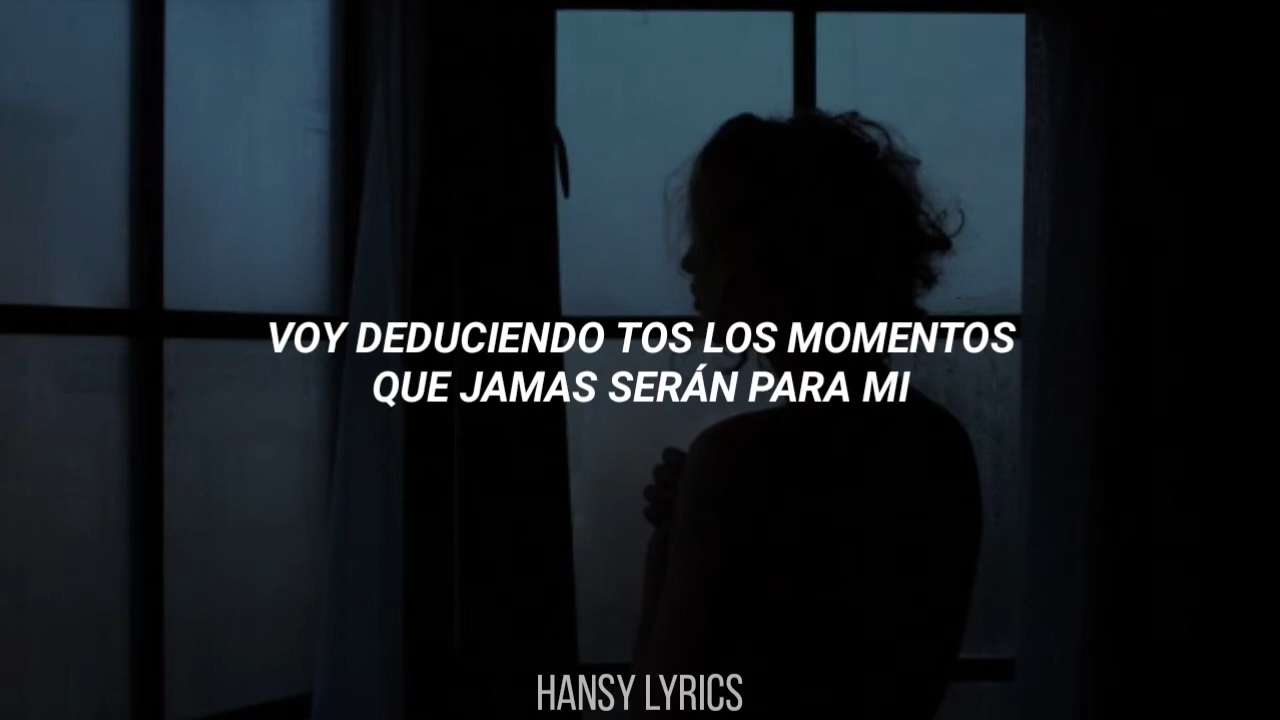 VOY DEDUCIENDO TOS LOS MOMENTOS
QUE JAMAS SERÁN PARA MI
HANSY LYRICS